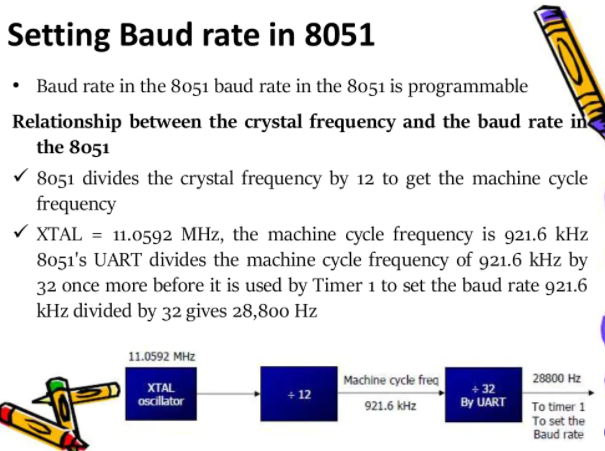 Setting Baud rate in 8051
• Baud rate in the 8051 baud rate in the 8051 is programmable
Relationship between the crystal frequency and the baud rate in
the 8051
✓ 8051 divides the crystal frequency by 12 to get the machine cycle
frequency
✓ XTAL = 11.0592 MHz, the machine cycle frequency is 921.6 kHz
8051's UART divides the machine cycle frequency of 921.6 kHz by
32 once more before it is used by Timer 1 to set the baud rate 921.6
kHz divided by 32 gives 28,800 Hz
11.0592 MHz
XTAL
oscillator
÷ 12
Machine cycle freq
921.6 kHz
÷ 32
By UART
28800 Hz
To timer 1
To set the
Baud rate